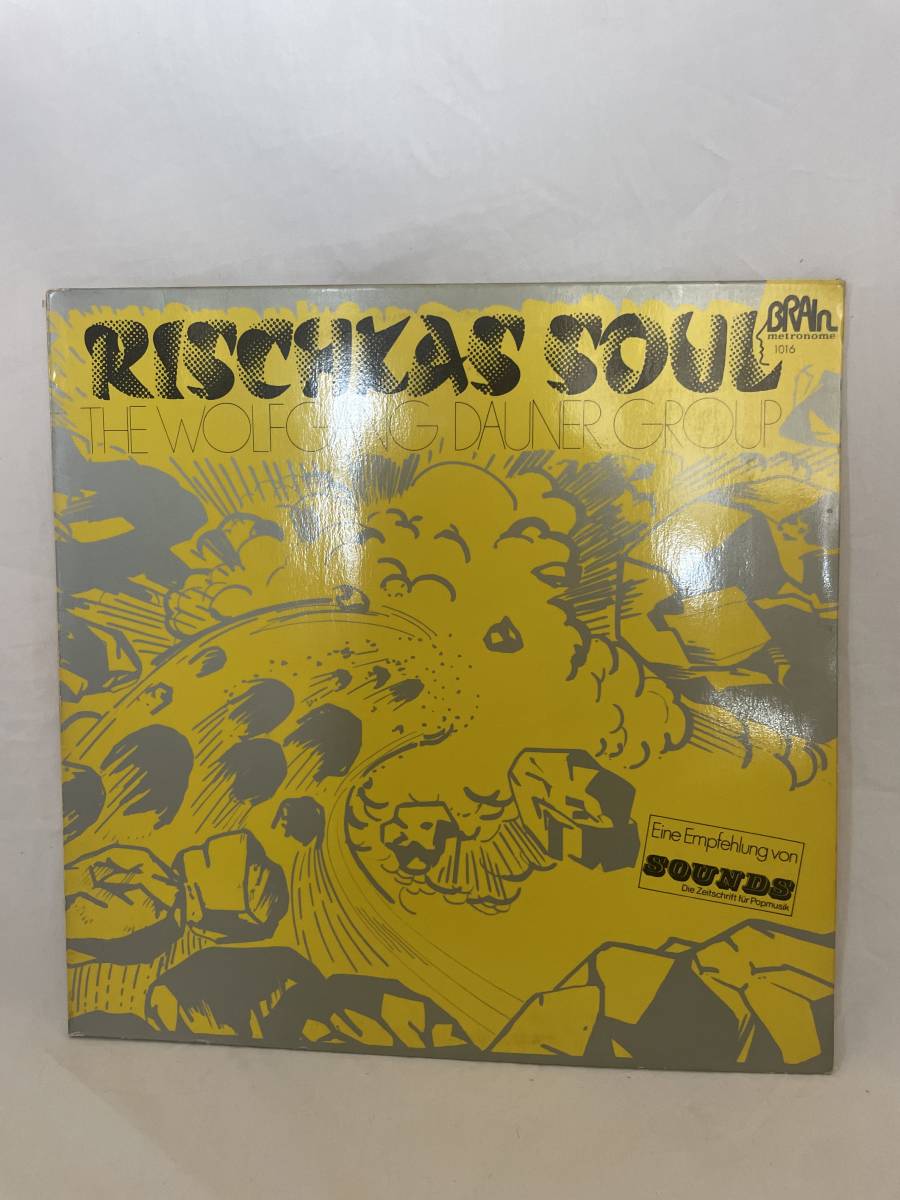 RISCHKAS SOUL
THE WOLFGANG DAUNER GROUP
BRAIN
metronome
1016
Eine Empfehlung von
SOUNDS
Die Zeitschrift für Popmusik